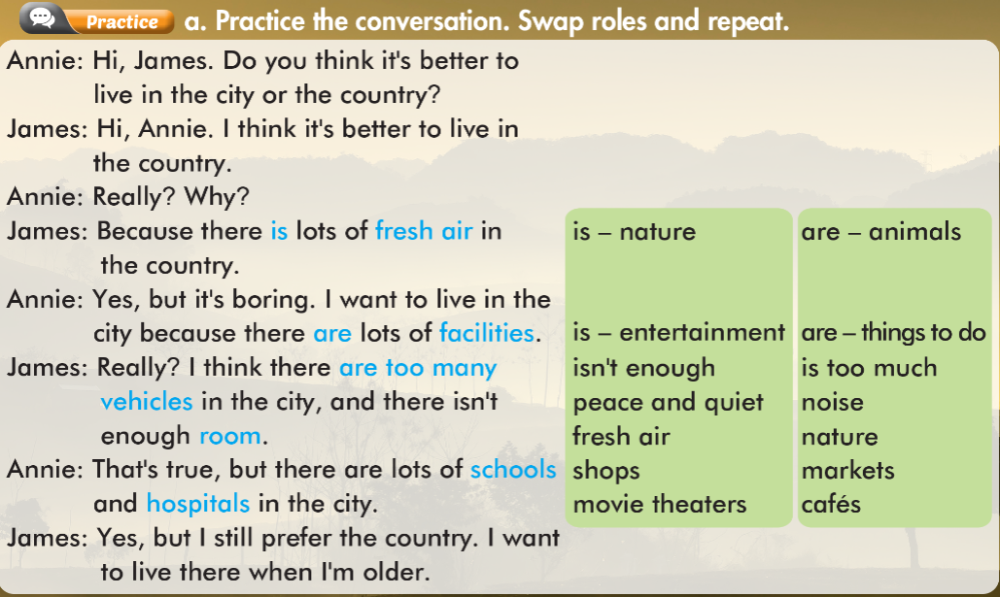 Practice a. Practice the conversation. Swap roles and repeat.
Annie: Hi, James. Do you think it's better to
live in the city or the country?
James: Hi, Annie. I think it's better to live in
the country.
Annie: Really? Why?
James: Because there is lots of fresh air in
the country.
Annie: Yes, but it's boring. I want to live in the
city because there are lots of facilities.
James: Really? I think there are too many
vehicles in the city, and there isn't
enough room.
Annie: That's true, but there are lots of schools
and hospitals in the city.
James: Yes, but I still prefer the country. I want
to live there when I'm older.
is – nature
is – entertainment
isn't enough
peace and quiet
fresh air
shops
movie theaters
are – animals
are – things to do
is too much
noise
nature
markets
cafés